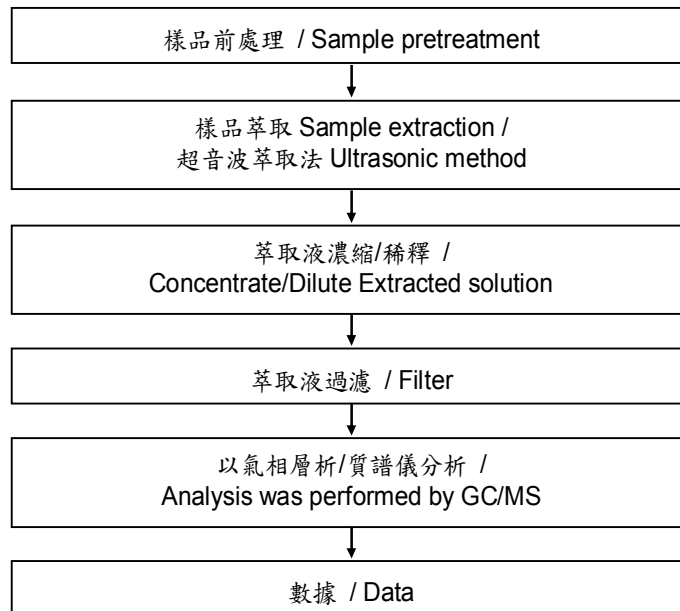 樣品前處理 / Sample pretreatment
樣品萃取 Sample extraction /
超音波萃取法 Ultrasonic method
萃取液濃縮/稀釋 /
Concentrate/Dilute Extracted solution
萃取液過濾 / Filter
以氣相層析/質譜儀分析 /
Analysis was performed by GC/MS
數據 / Data